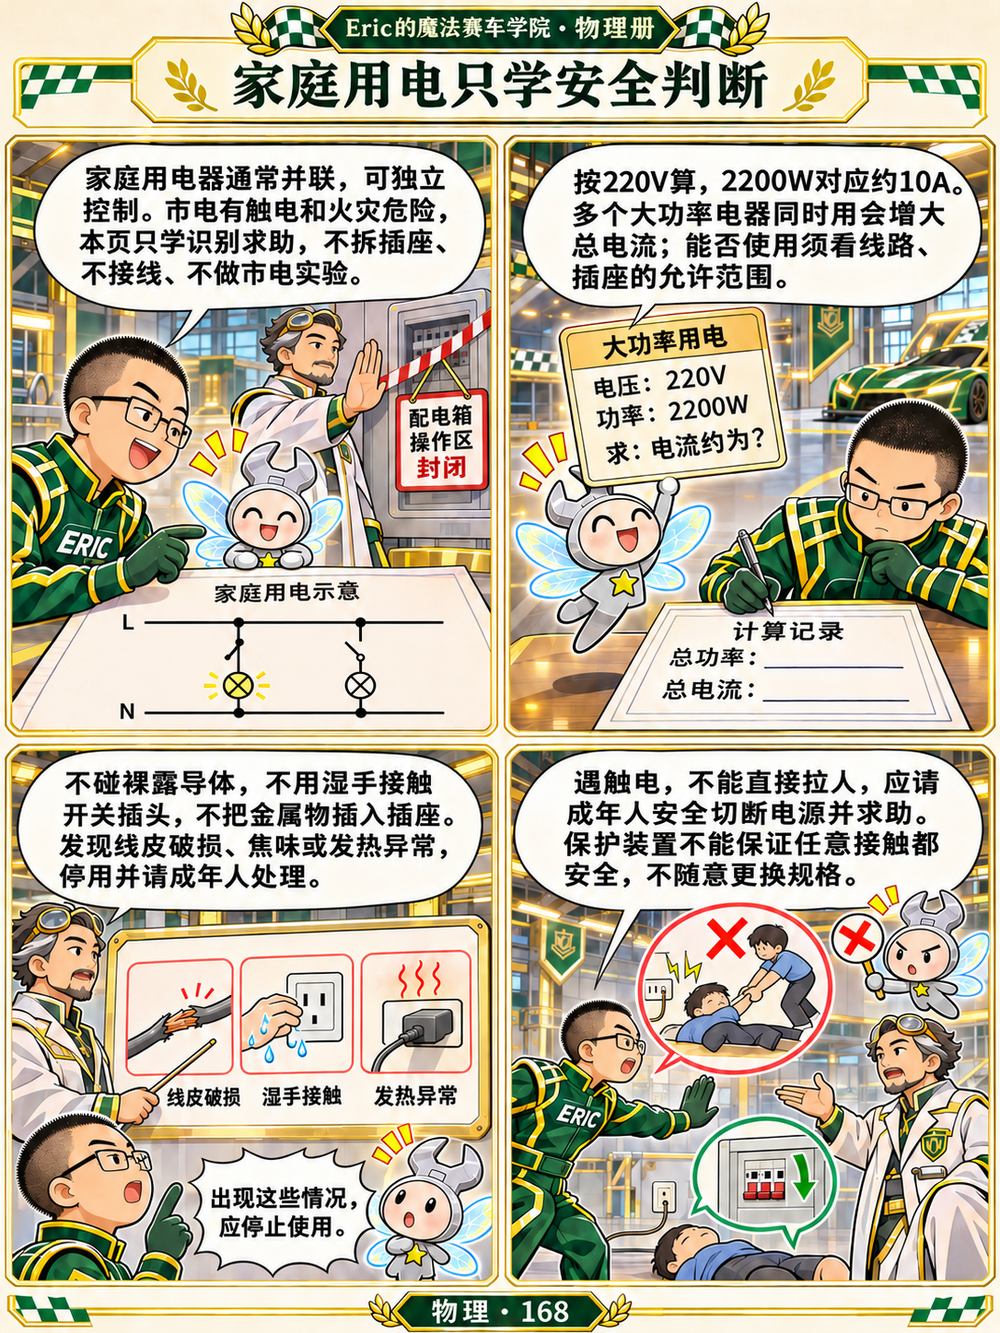 Eric的魔法赛车学院·物理册
家庭用电只学安全判断
家庭用电器通常并联，可独立
控制。市电有触电和火灾危险，
本页只学识别求助，不拆插座、
不接线、不做市电实验。
配电箱
操作区
封闭
ERIC
家庭用电示意
L
N
按220V算，2200W对应约10A。
多个大功率电器同时用会增大
总电流；能否使用须看线路、
插座的允许范围。
大功率用电
电压：220V
功率：2200W
求：电流约为？
计算记录
总功率：
总电流：
不碰裸露导体，不用湿手接触
开关插头，不把金属物插入插座。
发现线皮破损、焦味或发热异常，
停用并请成年人处理。
线皮破损
湿手接触
发热异常
出现这些情况，
应停止使用。
遇触电，不能直接拉人，应请
成年人安全切断电源并求助。
保护装置不能保证任意接触都
安全，不随意更换规格。
ERIC
物理·168